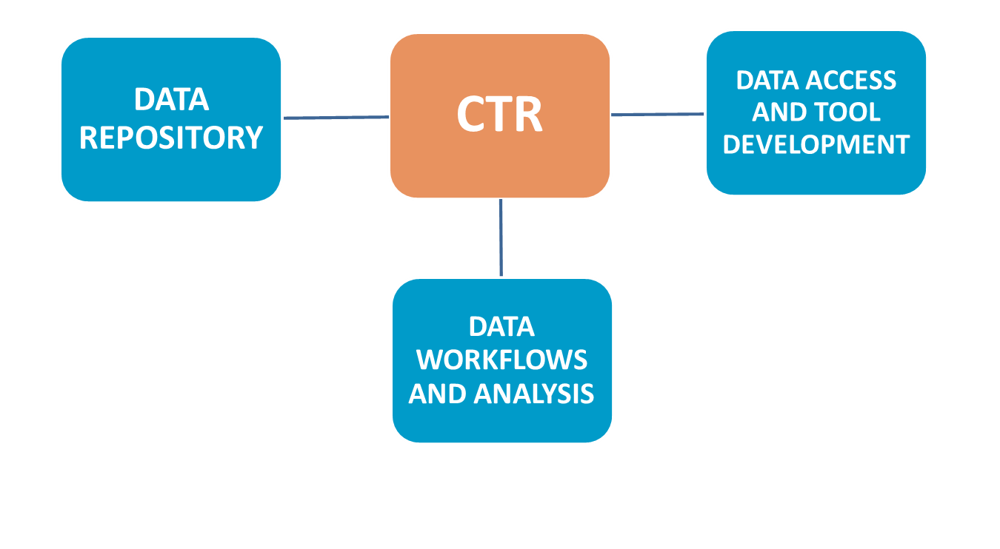 DATA
REPOSITORY
CTR
DATA ACCESS
AND TOOL
DEVELOPMENT
DATA
WORKFLOWS
AND ANALYSIS